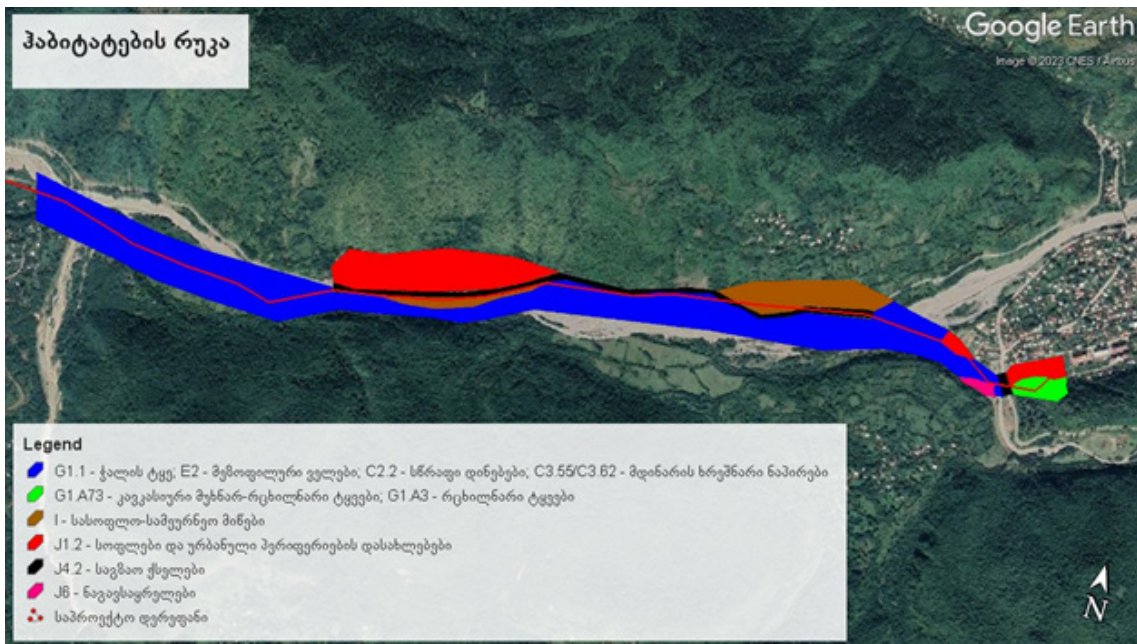 ჰაბიტატების რუკა
Google Earth
Image © 2023 CNES / Airbus
Legend
G1.1 - ჭალის ტყე; E2 - მეზოფილური ველები; C2.2 - სწრაფი დინებები; C3.55/C3.62 - მდინარის ხრეშნარი ნაპირები
G1.A73 - კავკასიური მუხნარ-რცხილნარი ტყეები; G1.A3 - რცხილნარი ტყეები
I - სასოფლო-სამეურნეო მიწები
J1.2 - სოფლები და ურბანული პერიფერიების დასახლებები
J4.2 - საგზაო ქსელები
J6 - ნაგავსაყრელები
საპროექტო დერეფანი
N